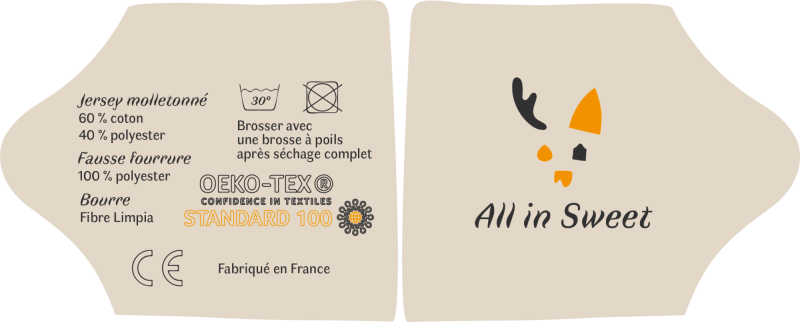 Jersey molletonné
60 % coton
40 % polyester
Fausse fourrure
100 % polyester
Bourre
Fibre Limpia
30°
Brosser avec
une brosse à poils
après séchage complet
OEKO-TEX®
CONFIDENCE IN TEXTILES
STANDARD 100
CE
Fabriqué en France
All in Sweet